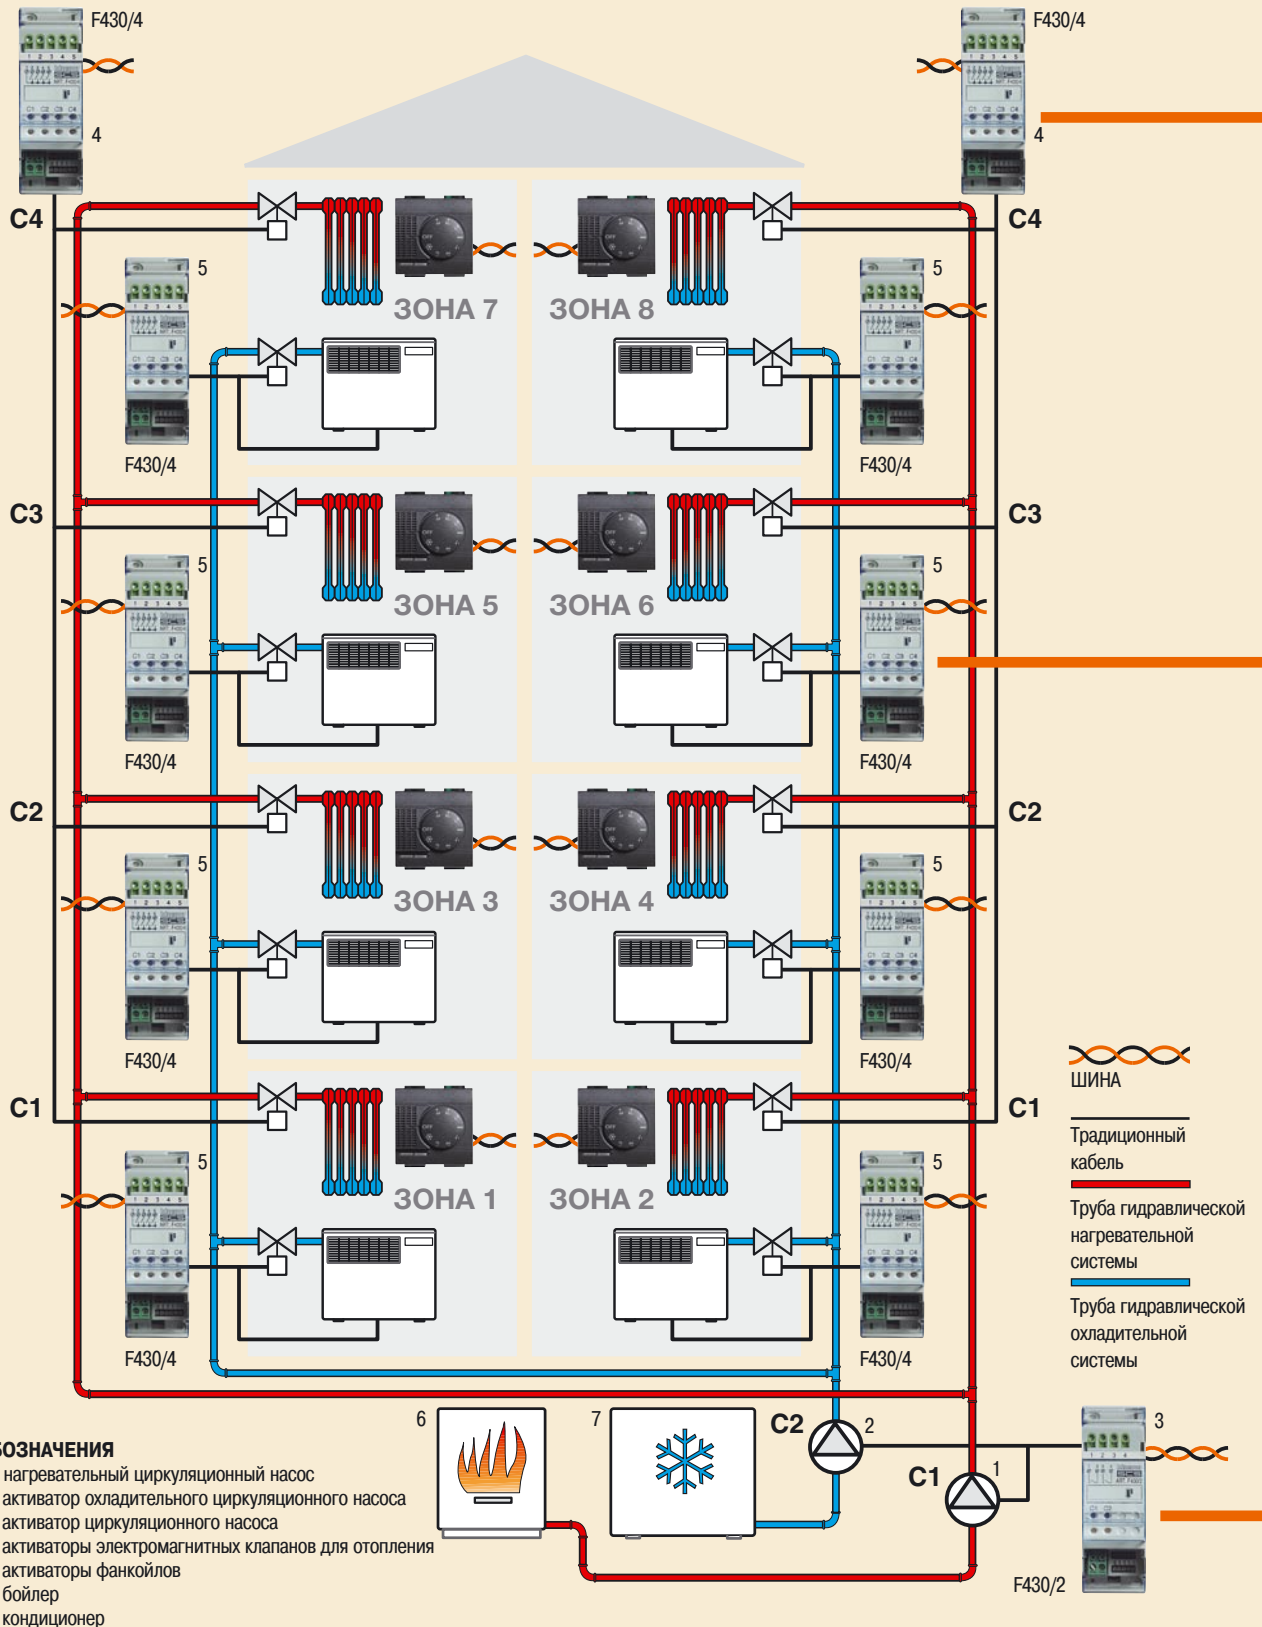 F430/4
F430/4
4
4
C4
C4
5
5
ЗОНА 7
ЗОНА 8
F430/4
F430/4
C3
C3
5
5
ЗОНА 5
ЗОНА 6
F430/4
F430/4
C2
C2
5
5
ЗОНА 3
ЗОНА 4
F430/4
F430/4
C1
C1
5
5
ЗОНА 1
ЗОНА 2
F430/4
F430/4
ШИНА
Традиционный
кабель
Труба гидравлической
нагревательной
системы
Труба гидравлической
охладительной
системы
6
7
C2
2
3
C1
1
F430/2
нагревательный циркуляционный насос
активатор охладительного циркуляционного насоса
активатор циркуляционного насоса
активаторы электромагнитных клапанов для отопления
активаторы фанкойлов
бойлер
кондиционер